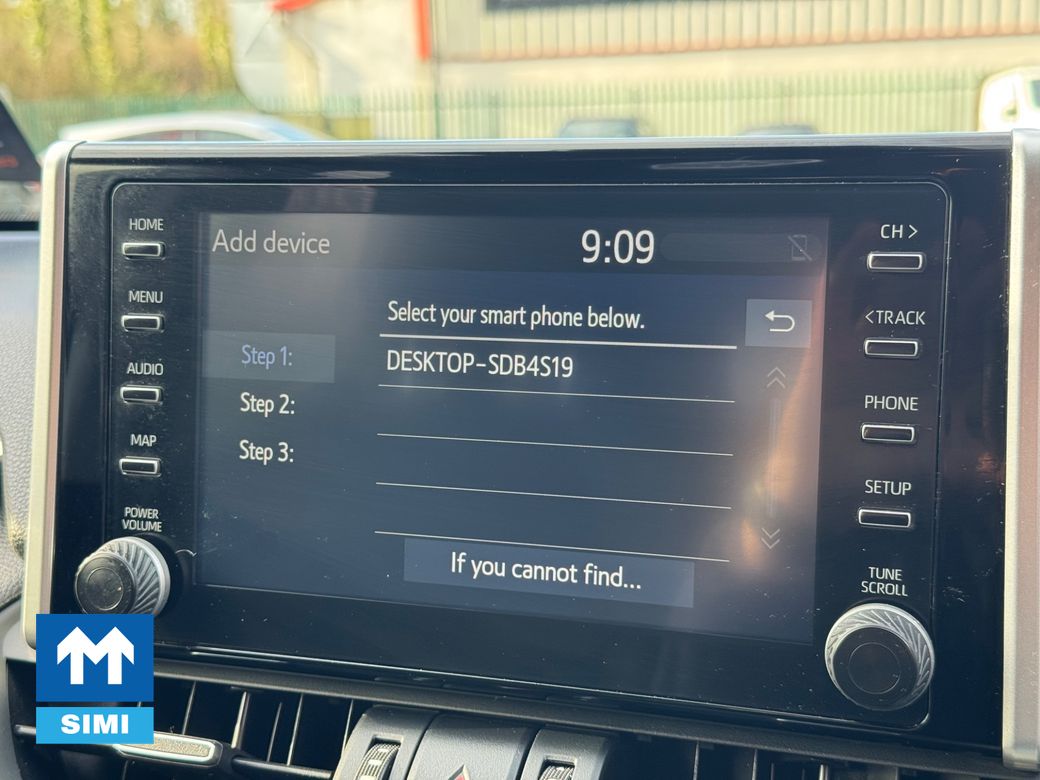 HOME
MENU
AUDIO
MAP
POWER
VOLUME
Add device
9:09
Select your smart phone below.
Step 1:
DESKTOP-SDB4S19
Step 2:
Step 3:
If you cannot find...
CH >
<TRACK
PHONE
SETUP
TUNE
SCROLL
SIMI